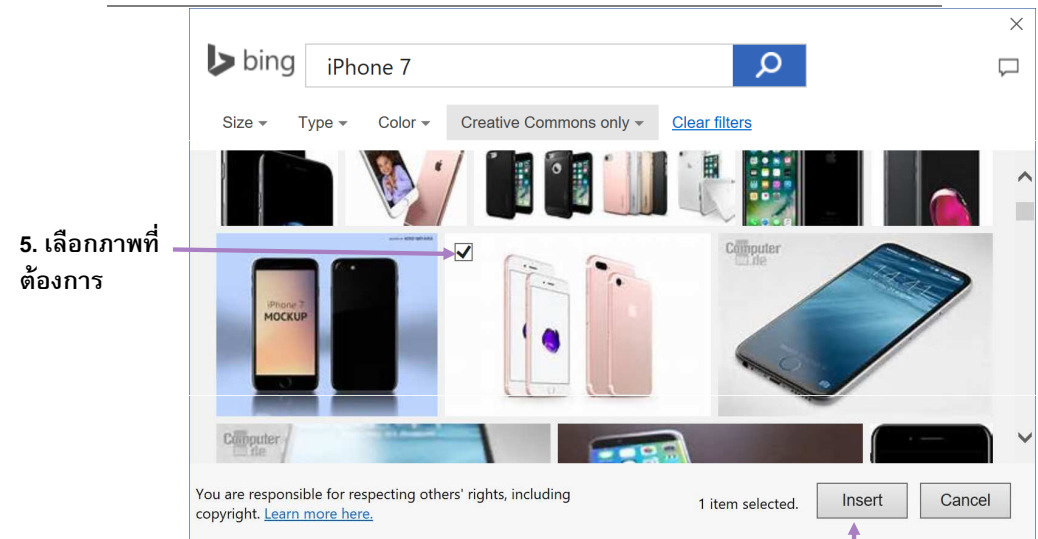 bing
iPhone 7
Size Type Color Creative Commons only Clear filters
5. เลือกภาพที่
ต้องการ
iPhone 7
MOCKUP
Computer
.de
Computer
.de
You are responsible for respecting others' rights, including
copyright. Learn more here.
1 item selected.
Insert
Cancel